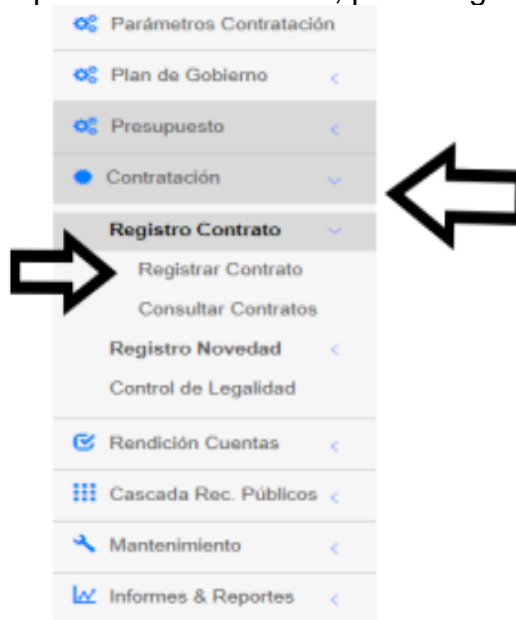 Parámetros Contratación
Plan de Gobierno
Presupuesto
Contratación
Registro Contrato
Registrar Contrato
Consultar Contratos
Registro Novedad
Control de Legalidad
Rendición Cuentas
Cascada Rec. Públicos
Mantenimiento
Informes & Reportes